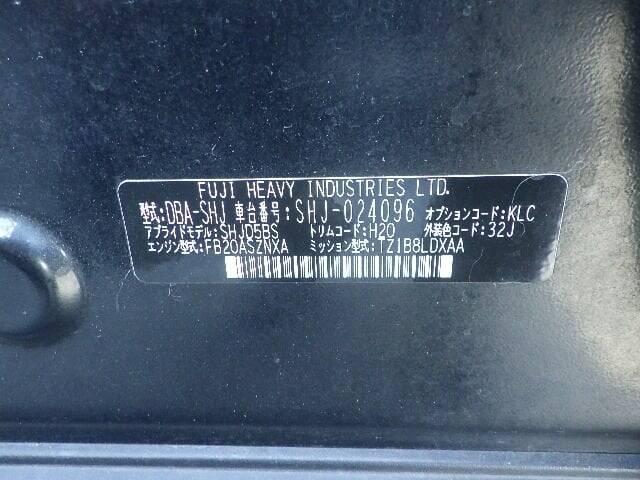 FUJI HEAVY INDUSTRIES LTD.
型式:DBA-SHJ 車台番号:SHJ-024096 オプションコード:KLC
アプライドモデル:SHJD5BS トリムコード:H20 外装色コード:32J
エンジン型式:FB20ASZNXA ミッション型式:TZ1B8LDXAA